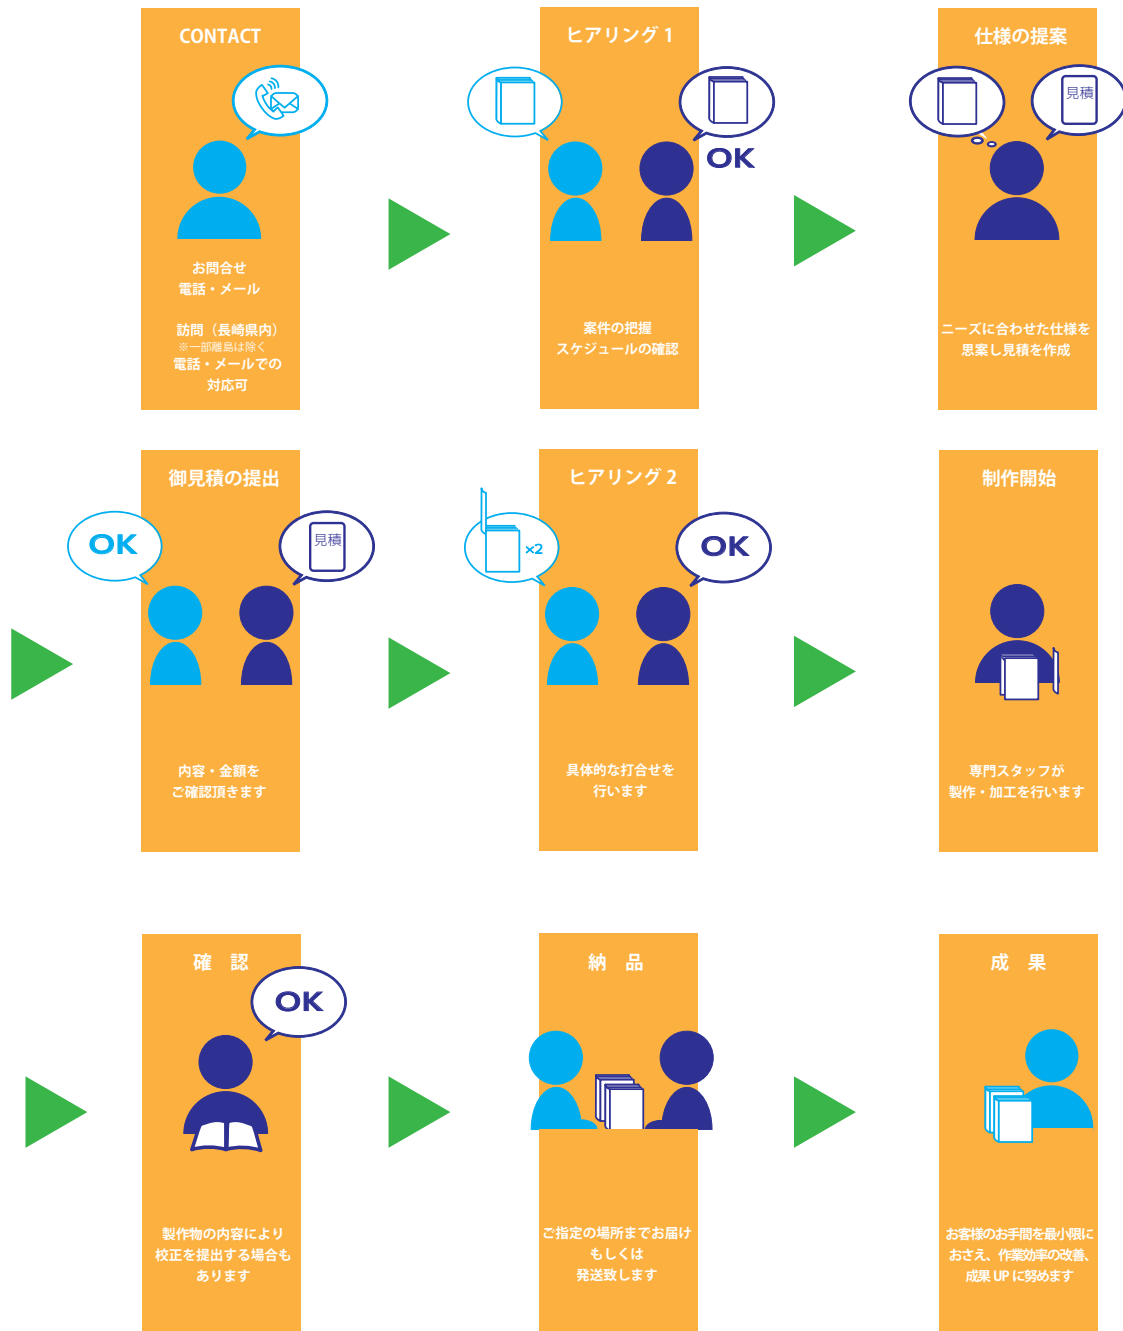 CONTACT
お問合せ
電話・メール
訪問（長崎県内）
※一部離島は除く
電話・メールでの
対応可
ヒアリング 1
OK
案件の把握
スケジュールの確認
仕様の提案
見積
ニーズに合わせた仕様を
思案し見積を作成
御見積の提出
OK
見積
内容・金額を
ご確認頂きます
ヒアリング 2
×2
OK
具体的な打合せを
行います
制作開始
専門スタッフが
製作・加工を行います
確　認
OK
製作物の内容により
校正を提出する場合も
あります
納　品
ご指定の場所までお届け
もしくは
発送致します
成　果
お客様のお手間を最小限に
おさえ、作業効率の改善、
成果 UP に努めます